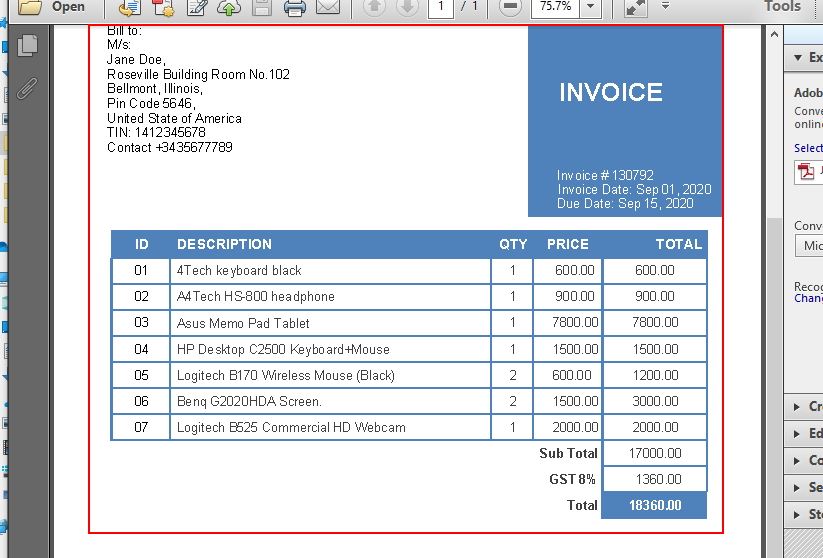 Open
1 / 1
75.7%
Tools
Bill to:
M/s:
Jane Doe,
Roseville Building Room No.102
Bellmont, Illinois,
Pin Code 5646,
United State of America
TIN: 1412345678
Contact +3435677789
INVOICE
Invoice # 130792
Invoice Date: Sep 01, 2020
Due Date: Sep 15, 2020
ID DESCRIPTION QTY PRICE TOTAL
01 4Tech keyboard black 1 600.00 600.00
02 A4Tech HS-800 headphone 1 900.00 900.00
03 Asus Memo Pad Tablet 1 7800.00 7800.00
04 HP Desktop C2500 Keyboard+Mouse 1 1500.00 1500.00
05 Logitech B170 Wireless Mouse (Black) 2 600.00 1200.00
06 Benq G2020HDA Screen. 2 1500.00 3000.00
07 Logitech B525 Commercial HD Webcam 1 2000.00 2000.00
Sub Total 17000.00
GST 8% 1360.00
Total 18360.00
Ex
Adob
Conve
online
Select
Conv
Mic
Recog
Chang
Cr
Ed
Co
Se
Sto